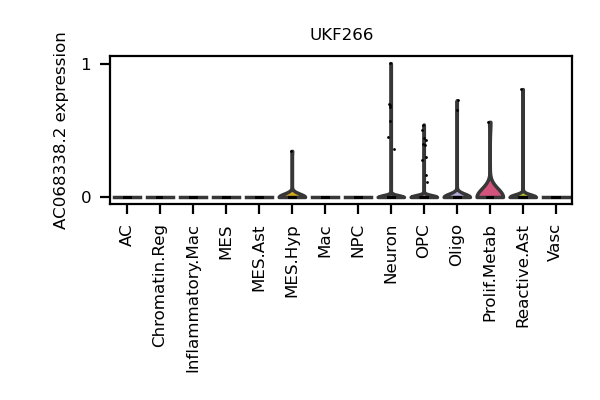 UKF266
AC068338.2 expression
1
0
AC
Chromatin.Reg
Inflammatory.Mac
MES
MES.Ast
MES.Hyp
Mac
NPC
Neuron
OPC
Oligo
Prolif.Metab
Reactive.Ast
Vasc